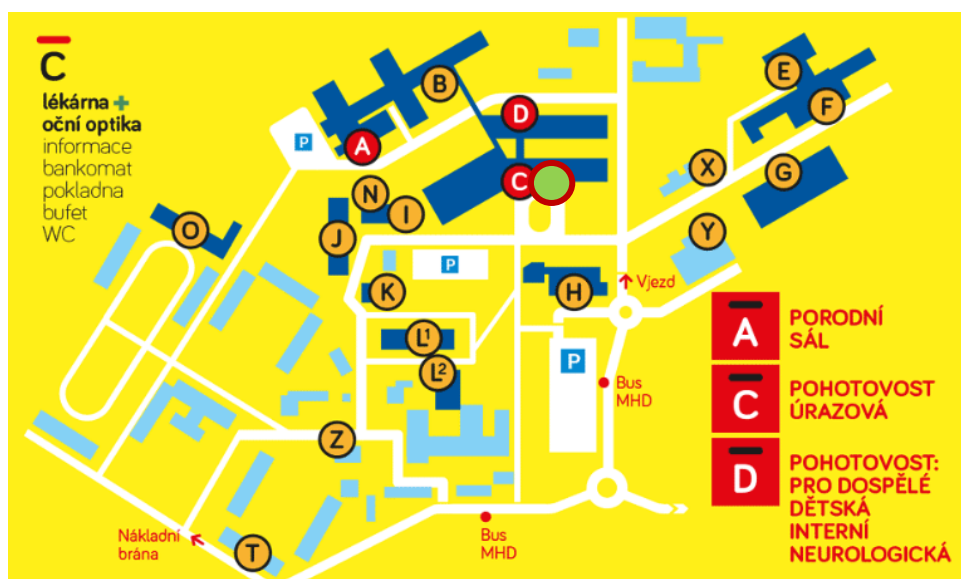 C
lékárna +
oční optika
informace
bankomat
pokladna
bufet
WC
B
E
D
F
P
A
C
X
G
N
I
O
J
Y
P
K
H
Vjezd
L1
P
L2
Bus
MHD
Z
Nákladní
brána
T
Bus
MHD
A
PORODNÍ
SÁL
C
POHOTOVOST
ÚRAZOVÁ
D
POHOTOVOST:
PRO DOSPĚLÉ
DĚTSKÁ
INTERNÍ
NEUROLOGICKÁ